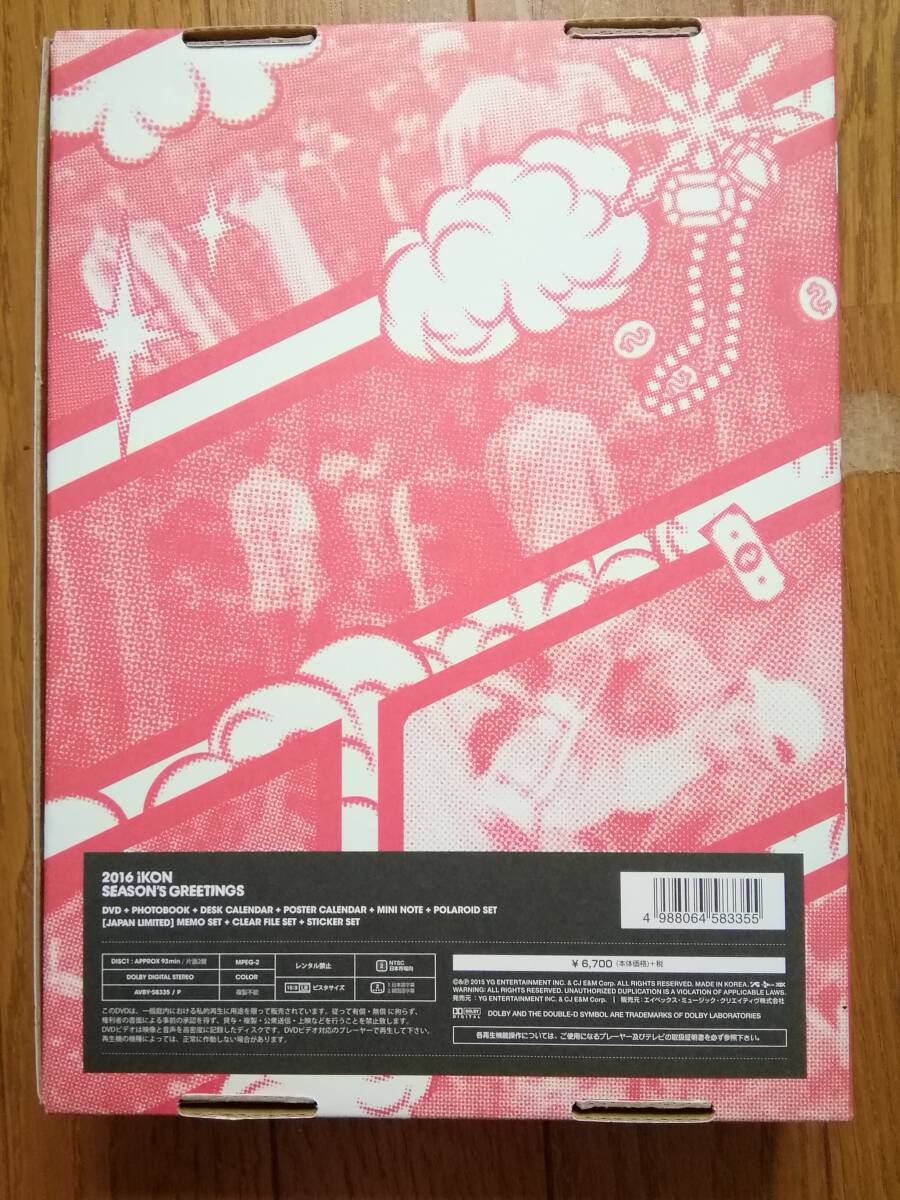 2016 iKON
SEASON'S GREETINGS
DVD + PHOTOBOOK + DESK CALENDAR + POSTER CALENDAR + MINI NOTE + POLAROID SET
[JAPAN LIMITED] MEMO SET + CLEAR FILE SET + STICKER SET
4 988064 583355
DISC1 : APPROX 93min / 片面2層 MPEG-2 レンタル禁止 2 NTSC 日本市場向
DOLBY DIGITAL STEREO COLOR
AVBY-58335 / P 複製不能 16:9 LB ビスタサイズ 2 1 日本語字幕 2 韓国語字幕
¥ 6,700 (本体価格)+税
このDVDは、一般家庭内における私的再生に用途を限って販売されています。従って有償・無償に拘らず、
権利者の書面による事前の承認を得ず、貸与・複製・公衆送信・上映などを行うことを禁止致します。
DVDビデオは映像と音声を高密度に記録したディスクです。DVDビデオ対応のプレーヤーで再生して下さい。
再生機の機種によっては、正常に作動しない場合があります。
©&℗ 2015 YG ENTERTAINMENT INC. & CJ E&M Corp. ALL RIGHTS RESERVED. MADE IN KOREA.
WARNING: ALL RIGHTS RESERVED. UNAUTHORIZED DUPLICATION IS A VIOLATION OF APPLICABLE LAWS.
発売元 : YG ENTERTAINMENT INC. & CJ E&M Corp. | 販売元 : エイベックス・ミュージック・クリエイティヴ株式会社
DOLBY DIGITAL DOLBY AND THE DOUBLE-D SYMBOL ARE TRADEMARKS OF DOLBY LABORATORIES
各再生機能操作については、ご使用になるプレーヤー及びテレビの取扱説明書を必ず参照下さい。